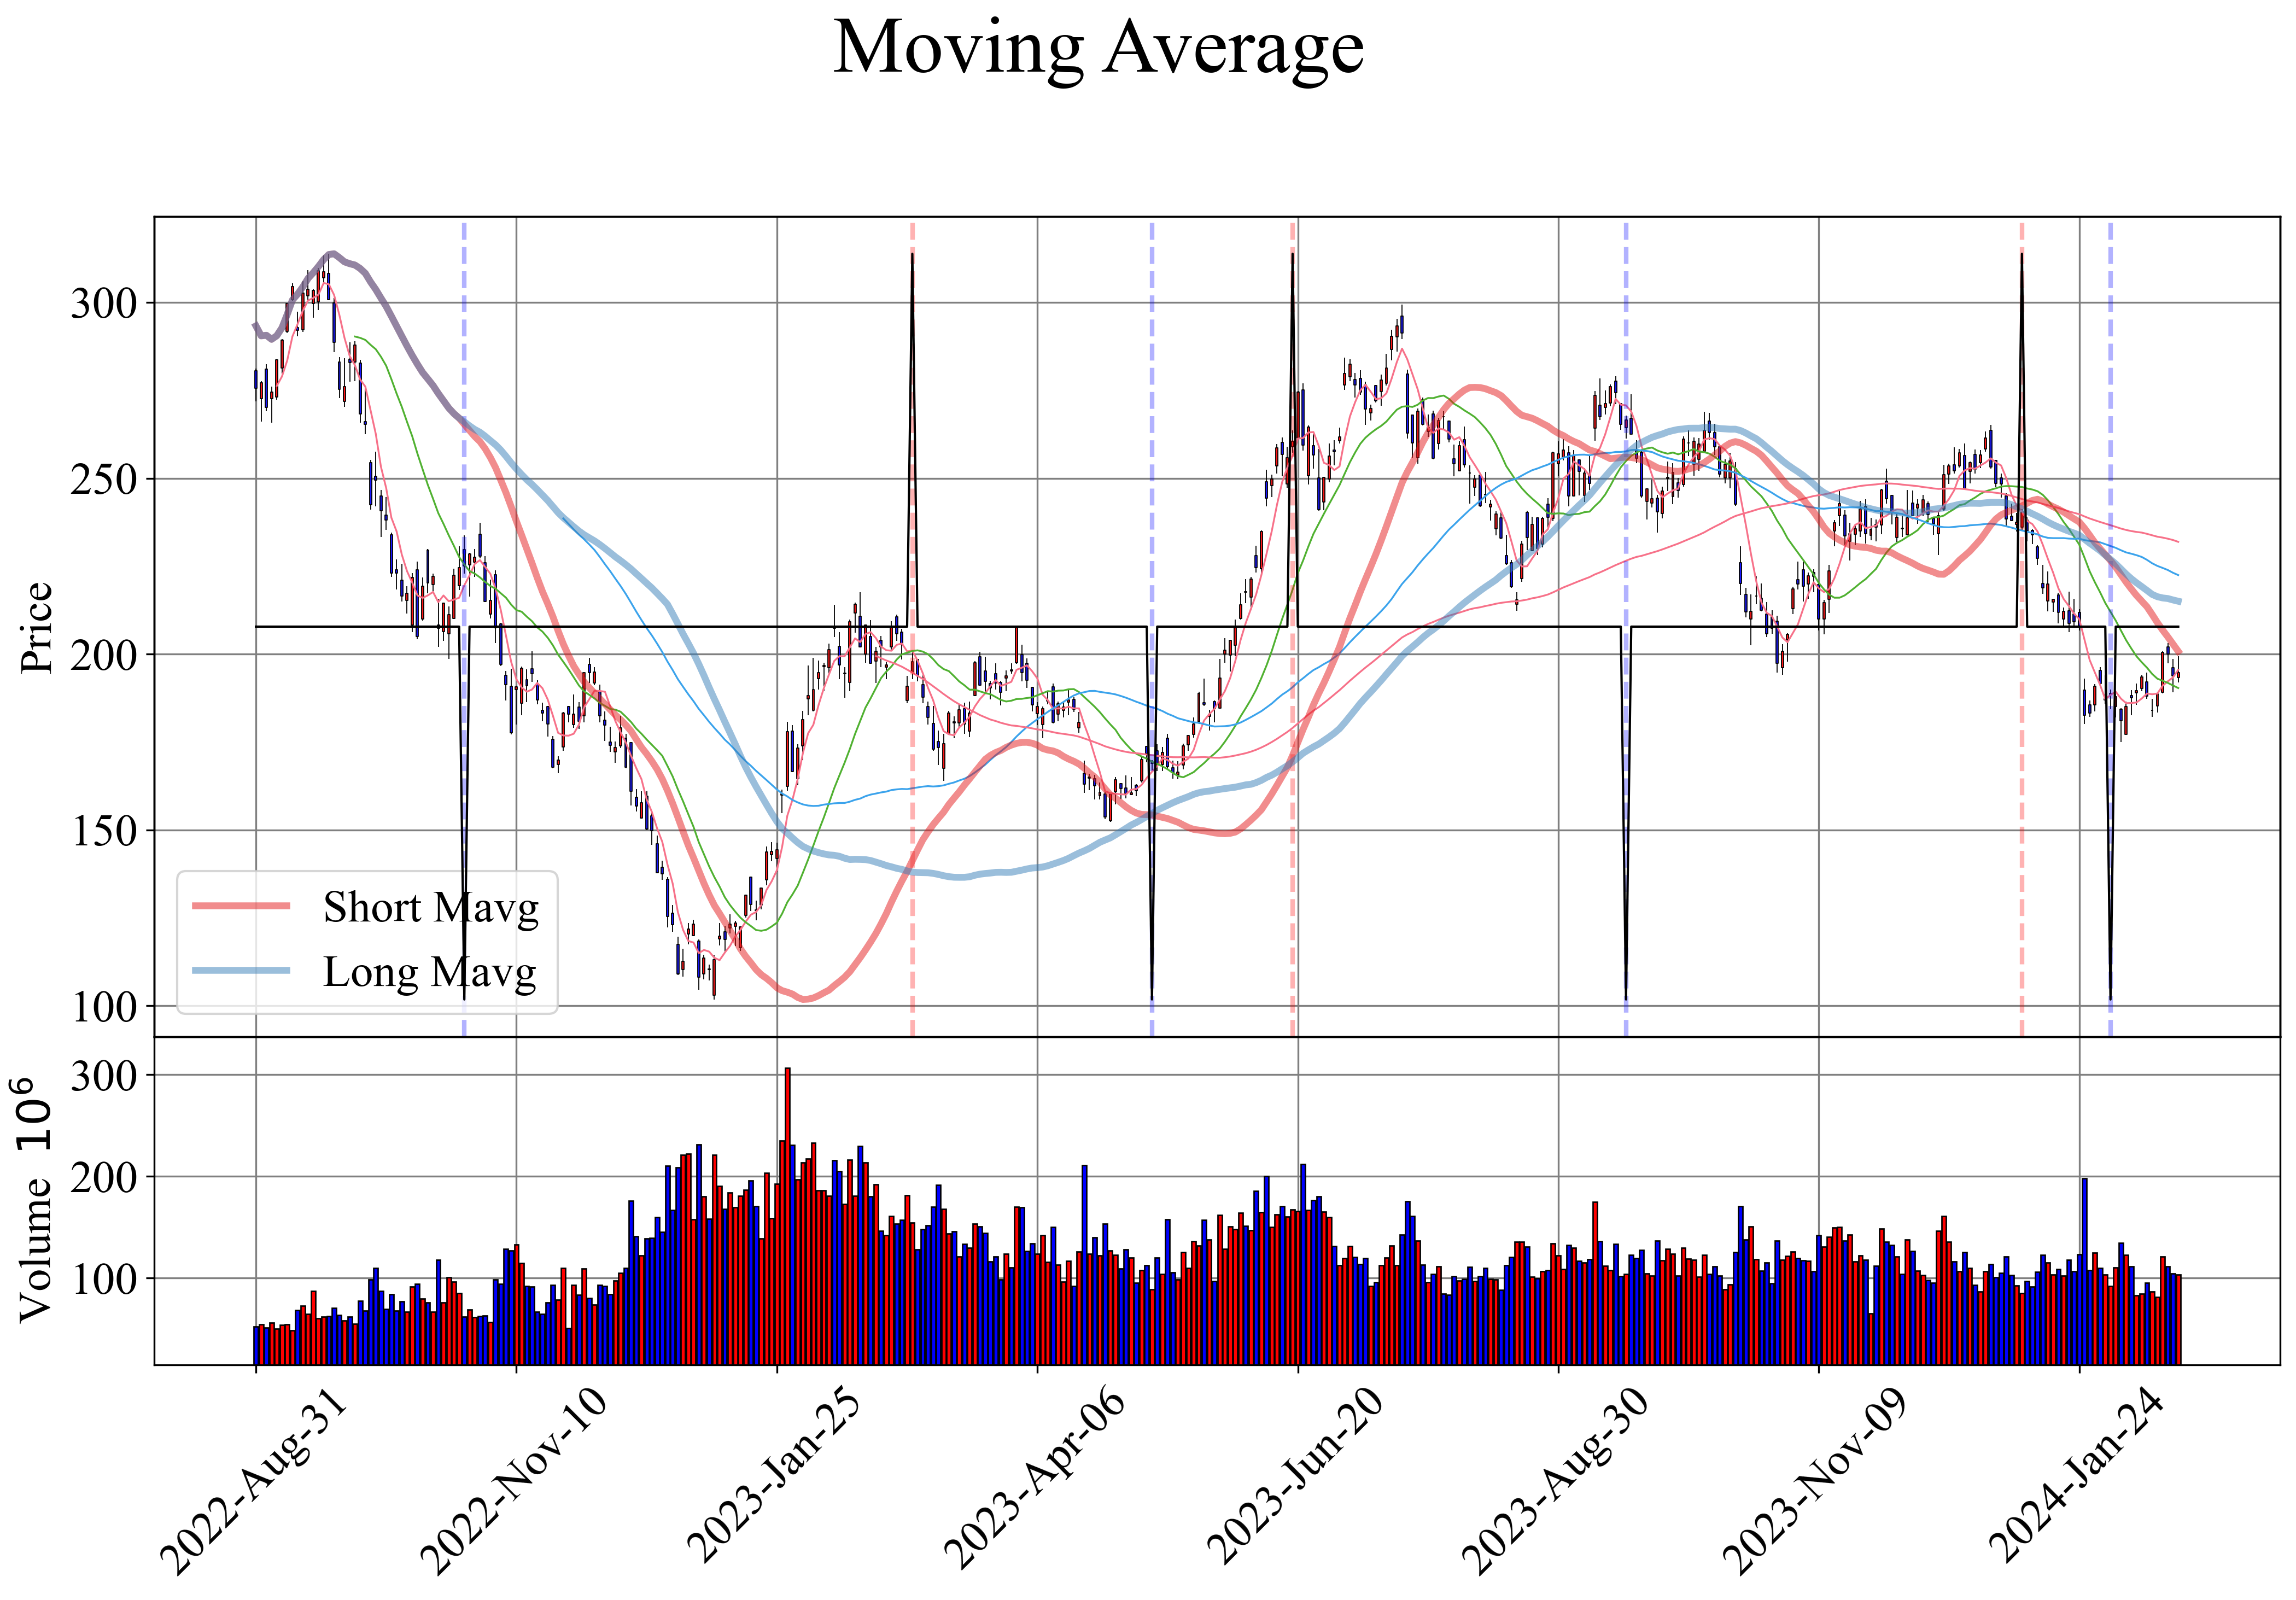 Moving Average
Price
300
250
200
150
100
Short Mavg
Long Mavg
Volume 10⁶
300
200
100
2022-Aug-31
2022-Nov-10
2023-Jan-25
2023-Apr-06
2023-Jun-20
2023-Aug-30
2023-Nov-09
2024-Jan-24